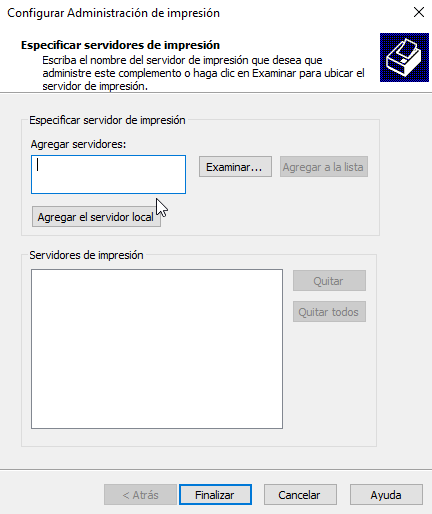 Configurar Administración de impresión
Especificar servidores de impresión
Escriba el nombre del servidor de impresión que desea que
administre este complemento o haga clic en Examinar para ubicar el
servidor de impresión.
Especificar servidor de impresión
Agregar servidores:
Examinar...
Agregar a la lista
Agregar el servidor local
Servidores de impresión
Quitar
Quitar todos
< Atrás
Finalizar
Cancelar
Ayuda